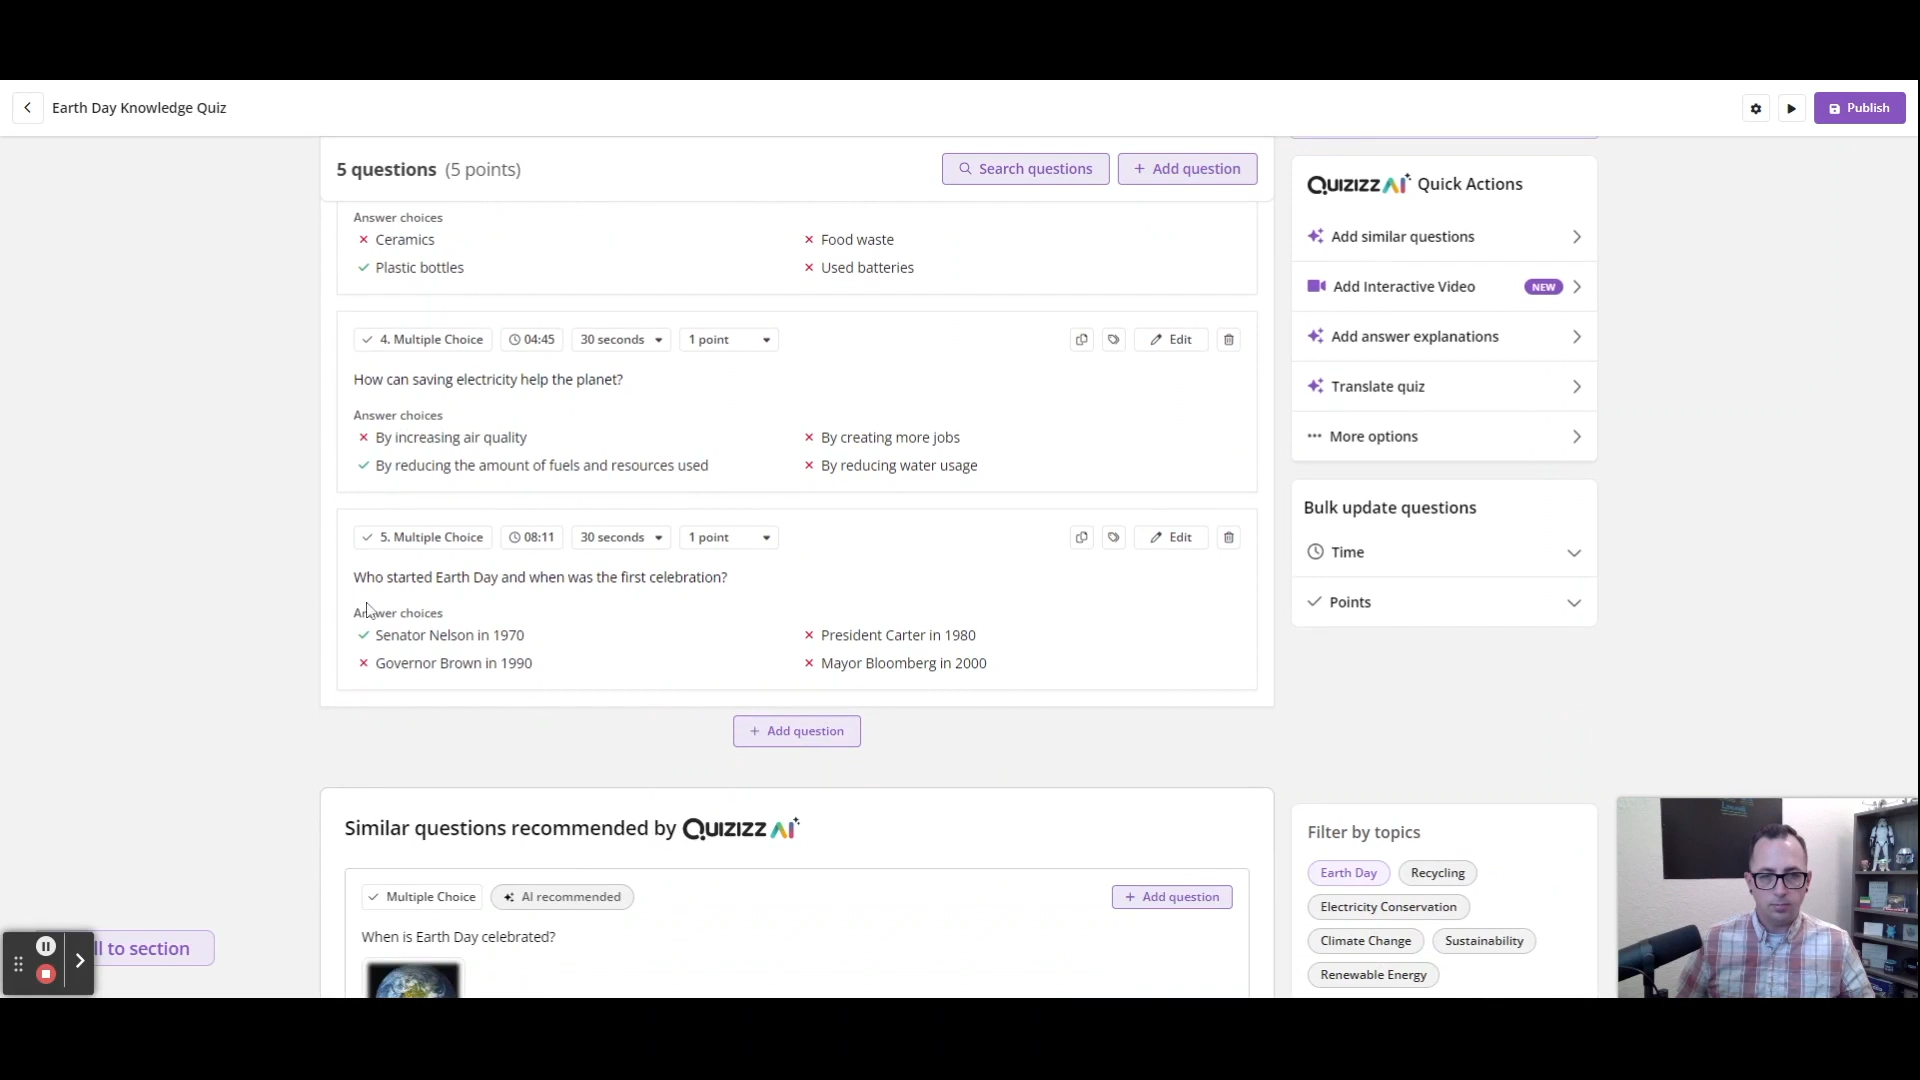 Earth Day Knowledge Quiz
Publish
5 questions (5 points)
Search questions
+ Add question
Answer choices
Ceramics
Food waste
Plastic bottles
Used batteries
4. Multiple Choice
04:45
30 seconds
1 point
Edit
How can saving electricity help the planet?
Answer choices
By increasing air quality
By creating more jobs
By reducing the amount of fuels and resources used
By reducing water usage
5. Multiple Choice
08:11
30 seconds
1 point
Edit
Who started Earth Day and when was the first celebration?
Answer choices
Senator Nelson in 1970
President Carter in 1980
Governor Brown in 1990
Mayor Bloomberg in 2000
+ Add question
Similar questions recommended by QUIZIZZ AI
Multiple Choice
AI recommended
+ Add question
When is Earth Day celebrated?
QUIZIZZ AI Quick Actions
Add similar questions
Add Interactive Video
NEW
Add answer explanations
Translate quiz
More options
Bulk update questions
Time
Points
Filter by topics
Earth Day
Recycling
Electricity Conservation
Climate Change
Sustainability
Renewable Energy
to section